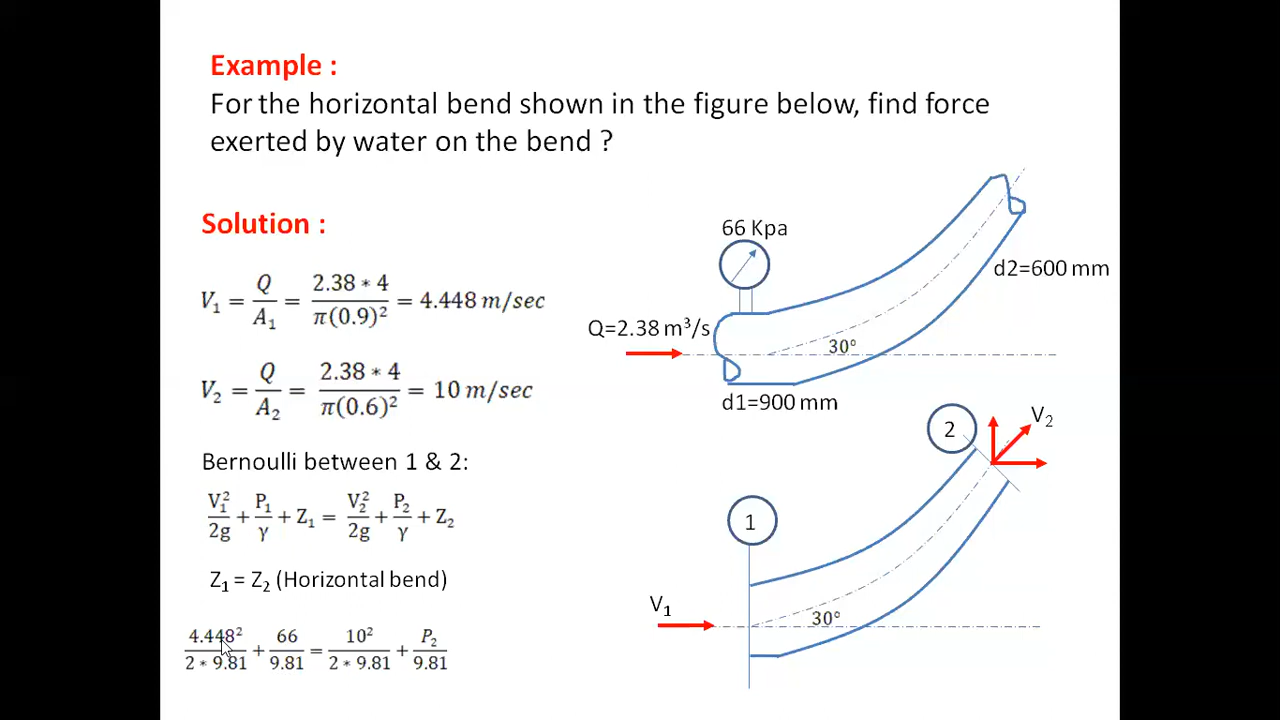 Example :
For the horizontal bend shown in the figure below, find force
exerted by water on the bend ?
Solution :
V₁ = Q/A₁ = 2.38 * 4/π(0.9)² = 4.448 m/sec
V₂ = Q/A₂ = 2.38 * 4/π(0.6)² = 10 m/sec
Bernoulli between 1 & 2:
V₁²/2g + P₁/γ + Z₁ = V₂²/2g + P₂/γ + Z₂
Z₁ = Z₂ (Horizontal bend)
4.448²/2 * 9.81 + 66/9.81 = 10²/2 * 9.81 + P₂/9.81
66 Kpa
d2=600 mm
Q=2.38 m³/s
30°
d1=900 mm
2
V₂
1
V₁
30°